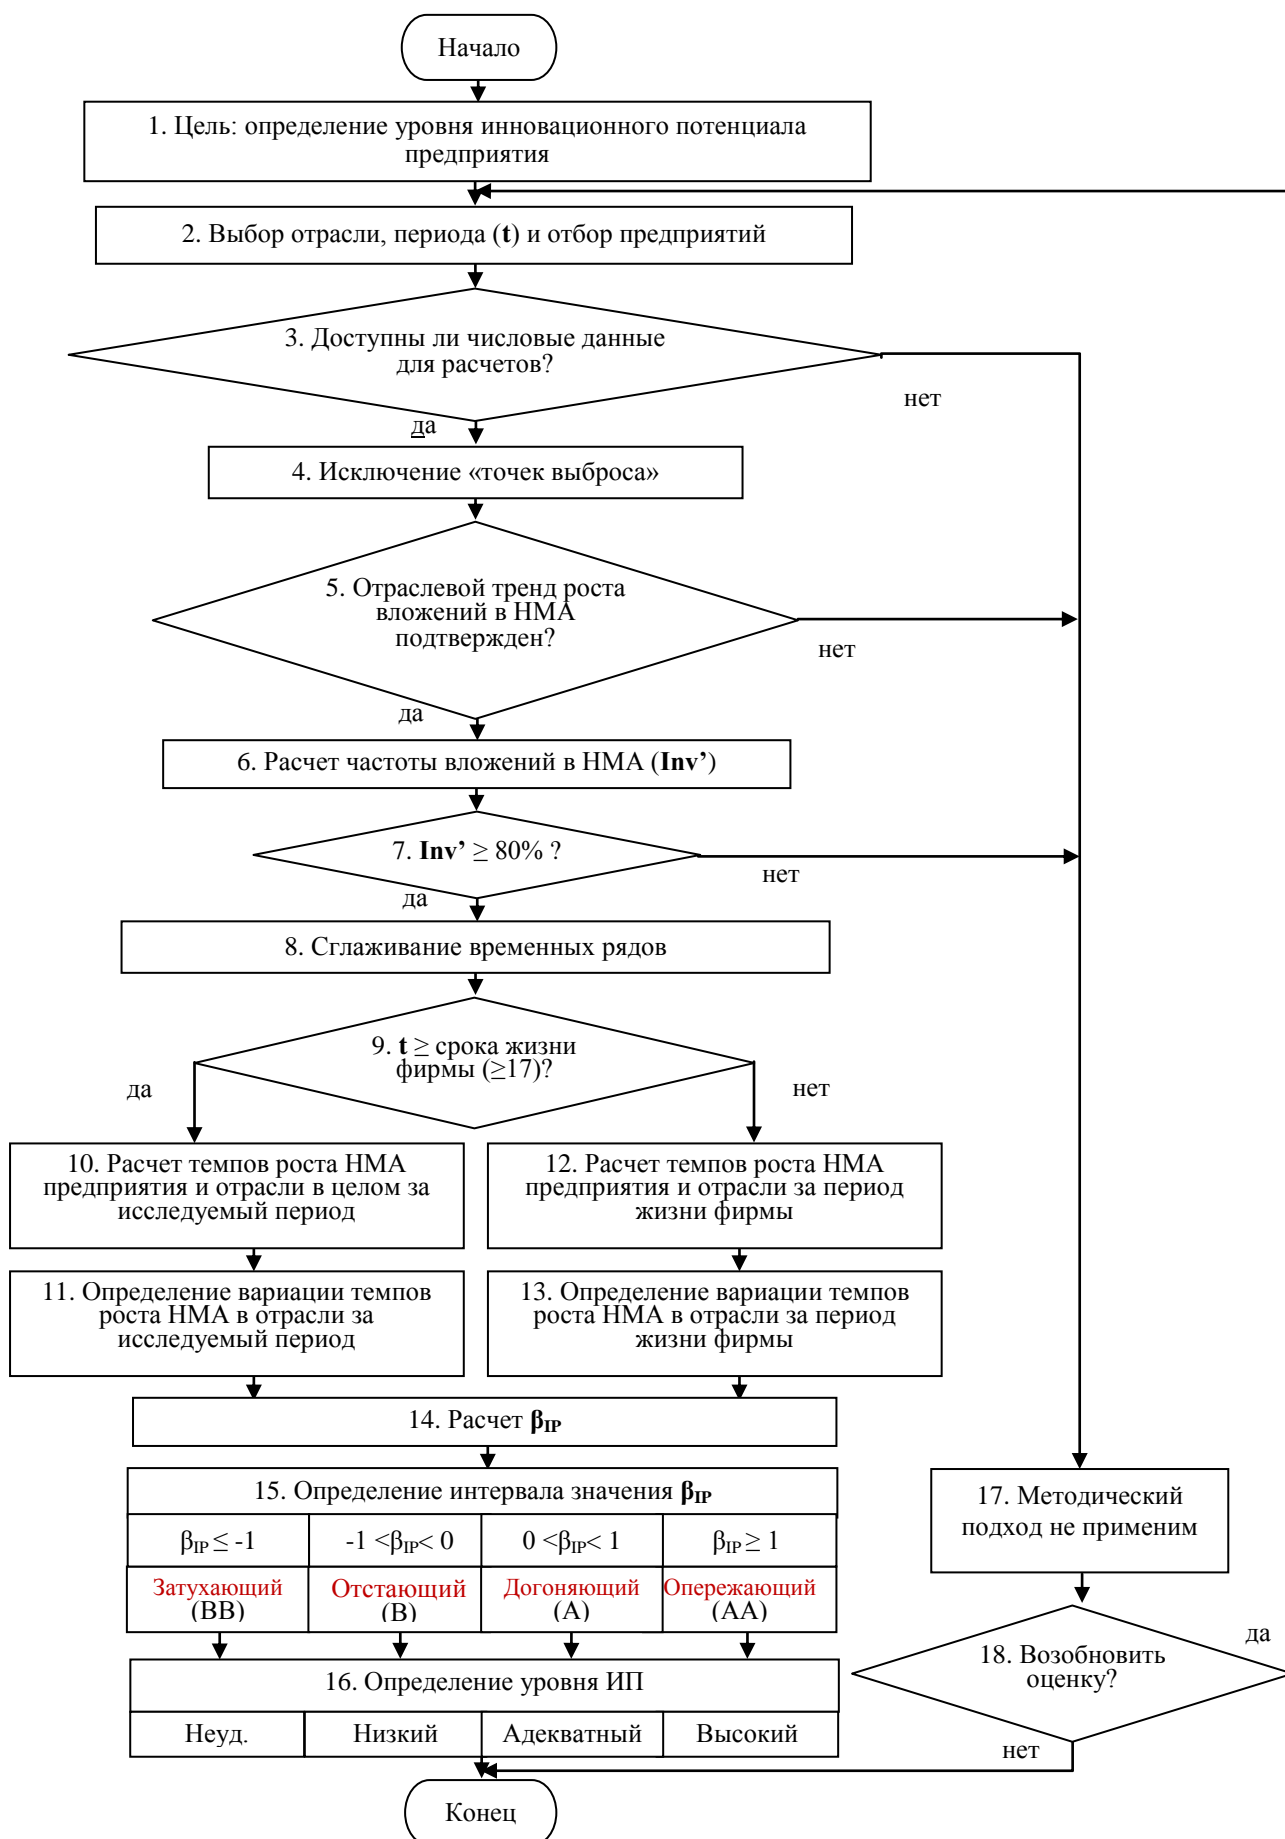 Начало
1. Цель: определение уровня инновационного потенциала
предприятия
2. Выбор отрасли, периода (t) и отбор предприятий
3. Доступны ли числовые данные
для расчетов?
нет
да
4. Исключение «точек выброса»
5. Отраслевой тренд роста
вложений в НМА
подтвержден?
нет
да
6. Расчет частоты вложений в НМА (Inv’)
7. Inv’ ≥ 80% ?
нет
да
8. Сглаживание временных рядов
9. t ≥ срока жизни
фирмы (≥17)?
да
нет
10. Расчет темпов роста НМА
предприятия и отрасли в целом за
исследуемый период
12. Расчет темпов роста НМА
предприятия и отрасли за период
жизни фирмы
11. Определение вариации темпов
роста НМА в отрасли за
исследуемый период
13. Определение вариации темпов
роста НМА в отрасли за период
жизни фирмы
14. Расчет βIP
15. Определение интервала значения βIP
βIP ≤ -1
-1 <βIP< 0
0 <βIP< 1
βIP ≥ 1
Затухающий
(ВВ)
Отстающий
(В)
Догоняющий
(А)
Опережающий
(АА)
16. Определение уровня ИП
Неуд.
Низкий
Адекватный
Высокий
17. Методический
подход не применим
18. Возобновить
оценку?
да
нет
Конец